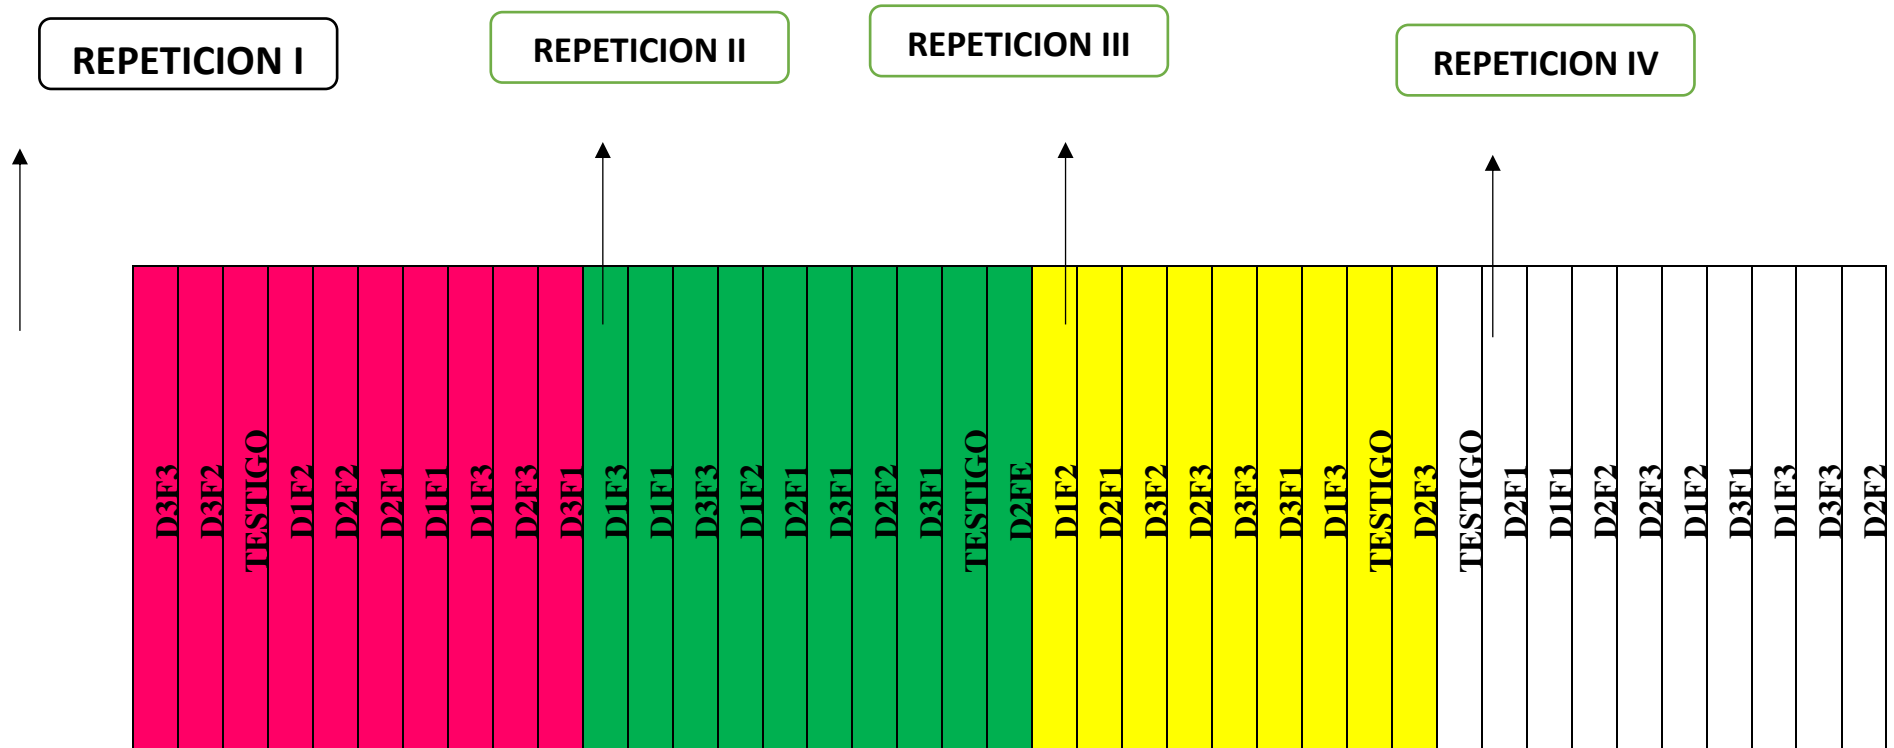 REPETICION I
REPETICION II
REPETICION III
REPETICION IV
D3F3
D3F2
TESTIGO
D1F2
D2F2
D2F1
D1F1
D1F3
D2F3
D3F1
D1F3
D1F1
D3F3
D1F2
D2F1
D3F1
D2F2
D3F1
TESTIGO
D2FE
D1F2
D2F1
D3F2
D2F3
D3F3
D3F1
D1F3
TESTIGO
D2F3
TESTIGO
D2F1
D1F1
D2F2
D2F3
D1F2
D3F1
D1F3
D3F3
D2F2